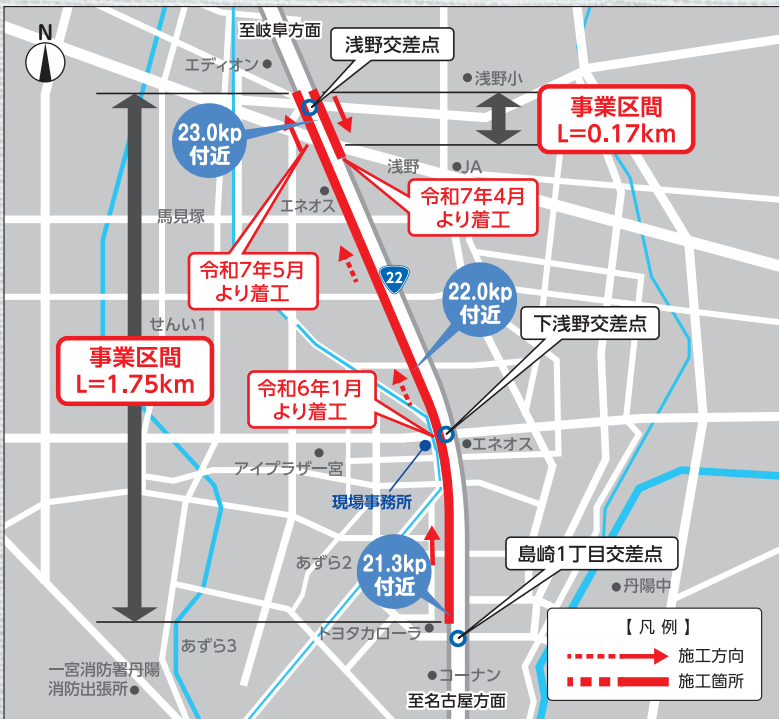 N
至岐阜方面
浅野交差点
エディオン
浅野小
事業区間
L=0.17km
23.0kp
付近
浅野
JA
エネオス
令和7年4月
より着工
馬見塚
令和7年5月
より着工
22
22.0kp
付近
せんい1
下浅野交差点
事業区間
L=1.75km
令和6年1月
より着工
エネオス
アイプラザ一宮
現場事務所
島崎1丁目交差点
あずら2
21.3kp
付近
丹陽中
【凡例】
施工方向
施工箇所
トヨタカローラ
あずら3
一宮消防署丹陽
消防出張所
コーナン
至名古屋方面